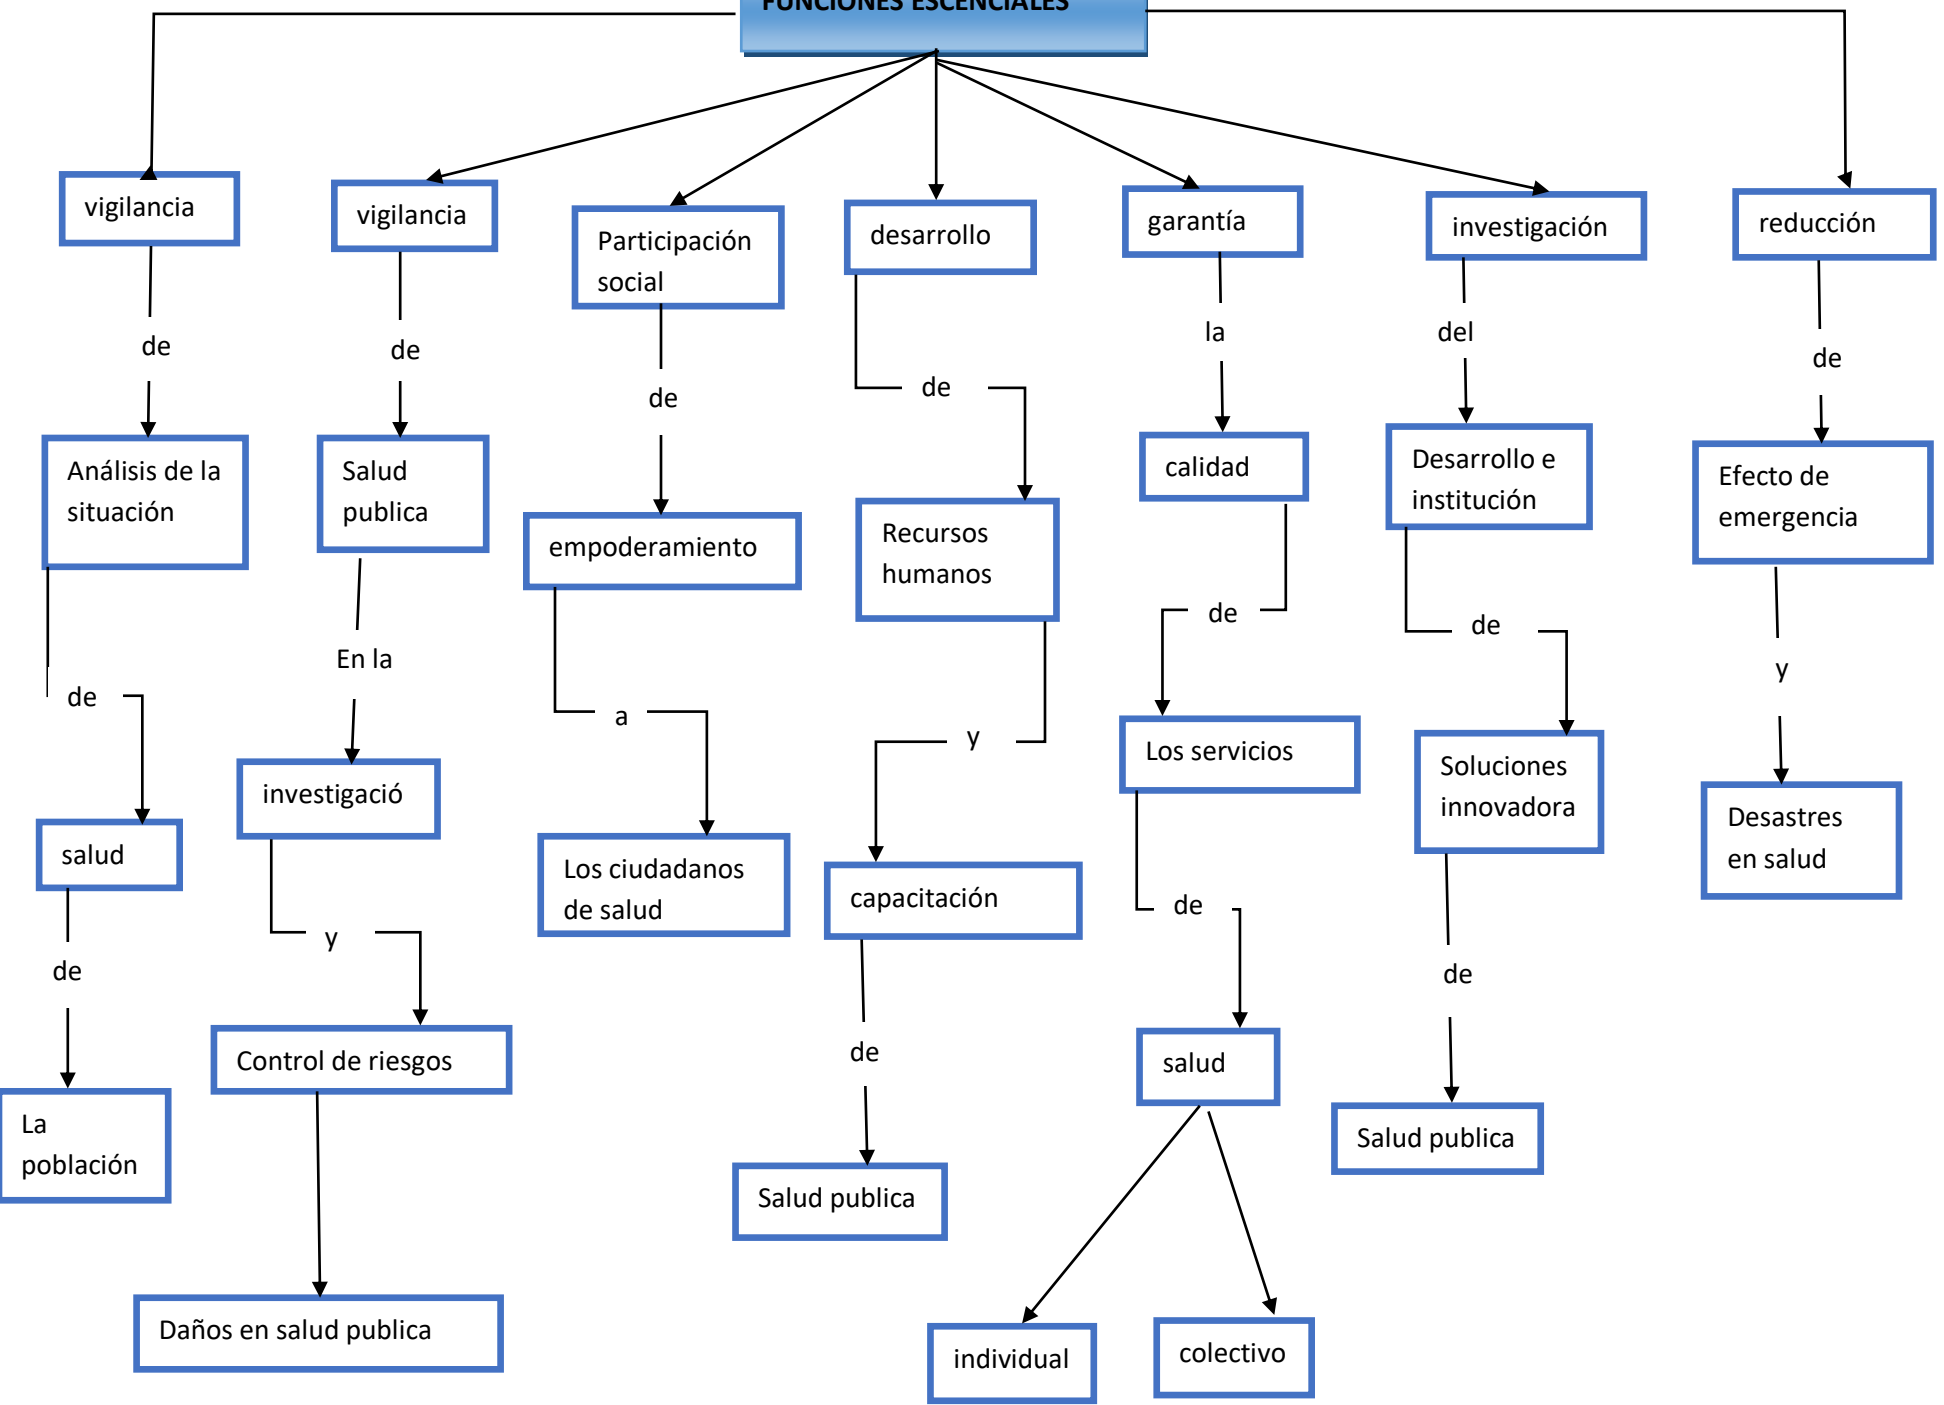 FUNCIONES ESCENCIALES
vigilancia
de
Análisis de la
situación
de
salud
de
La
población
vigilancia
de
Salud
publica
En la
investigació
y
Control de riesgos
Daños en salud publica
Participación
social
de
empoderamiento
a
Los ciudadanos
de salud
desarrollo
de
Recursos
humanos
y
capacitación
de
Salud publica
garantía
la
calidad
de
Los servicios
de
salud
individual
colectivo
investigación
del
Desarrollo e
institución
de
Soluciones
innovadora
de
Salud publica
reducción
de
Efecto de
emergencia
y
Desastres
en salud